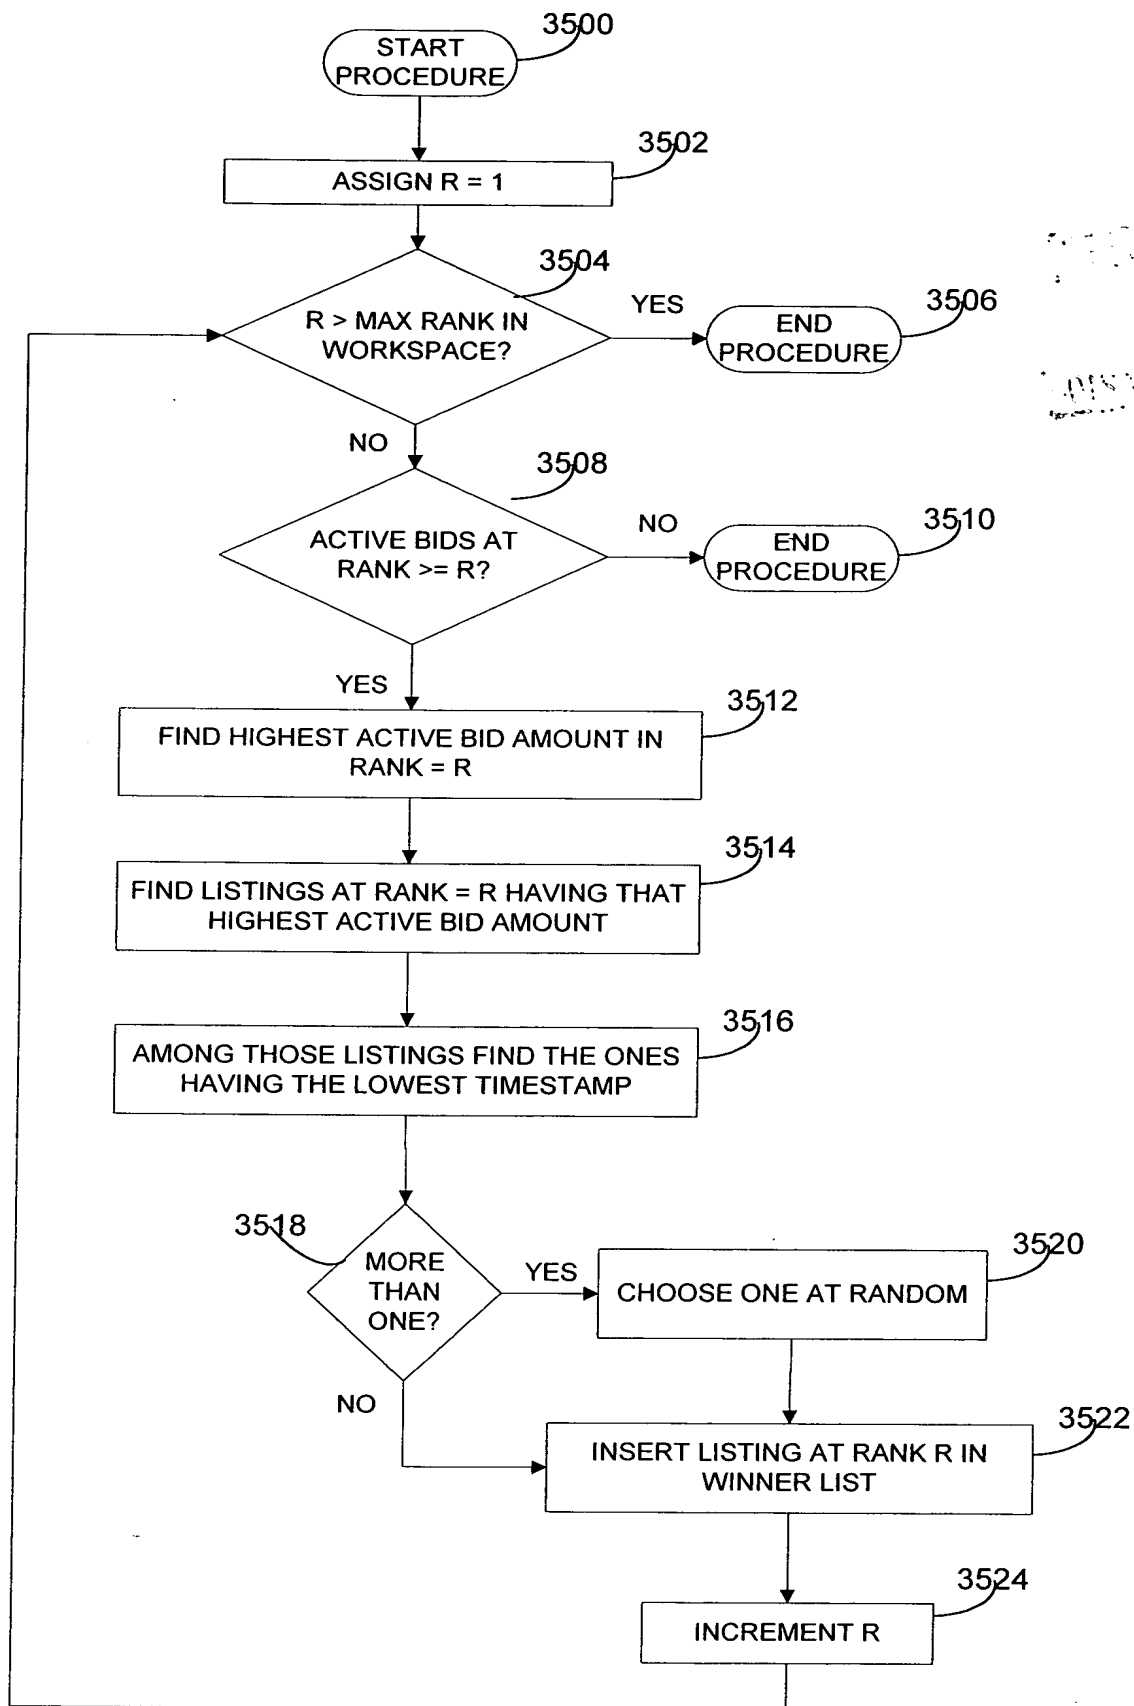 3500
START
PROCEDURE
3502
ASSIGN R = 1
3504
R > MAX RANK IN
WORKSPACE?
YES
3506
END
PROCEDURE
NO
3508
ACTIVE BIDS AT
RANK >= R?
NO
3510
END
PROCEDURE
YES
3512
FIND HIGHEST ACTIVE BID AMOUNT IN
RANK = R
3514
FIND LISTINGS AT RANK = R HAVING THAT
HIGHEST ACTIVE BID AMOUNT
3516
AMONG THOSE LISTINGS FIND THE ONES
HAVING THE LOWEST TIMESTAMP
3518
MORE
THAN
ONE?
YES
3520
CHOOSE ONE AT RANDOM
NO
3522
INSERT LISTING AT RANK R IN
WINNER LIST
3524
INCREMENT R